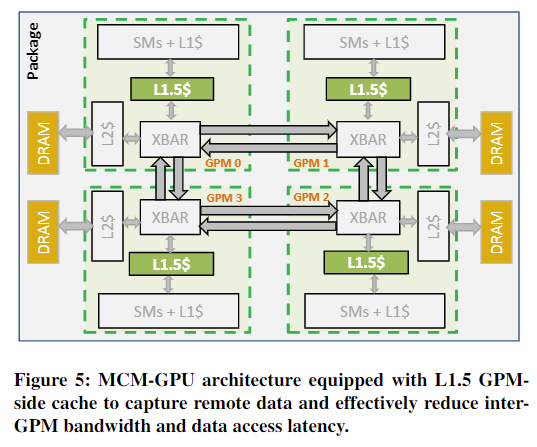 Package
SMs + L1$
SMs + L1$
L1.5$
L1.5$
DRAM
L2$
XBAR
XBAR
L2$
DRAM
GPM 0
GPM 1
GPM 3
GPM 2
DRAM
L2$
XBAR
XBAR
L2$
DRAM
L1.5$
L1.5$
SMs + L1$
SMs + L1$
Figure 5: MCM-GPU architecture equipped with L1.5 GPM-
side cache to capture remote data and effectively reduce inter-
GPM bandwidth and data access latency.